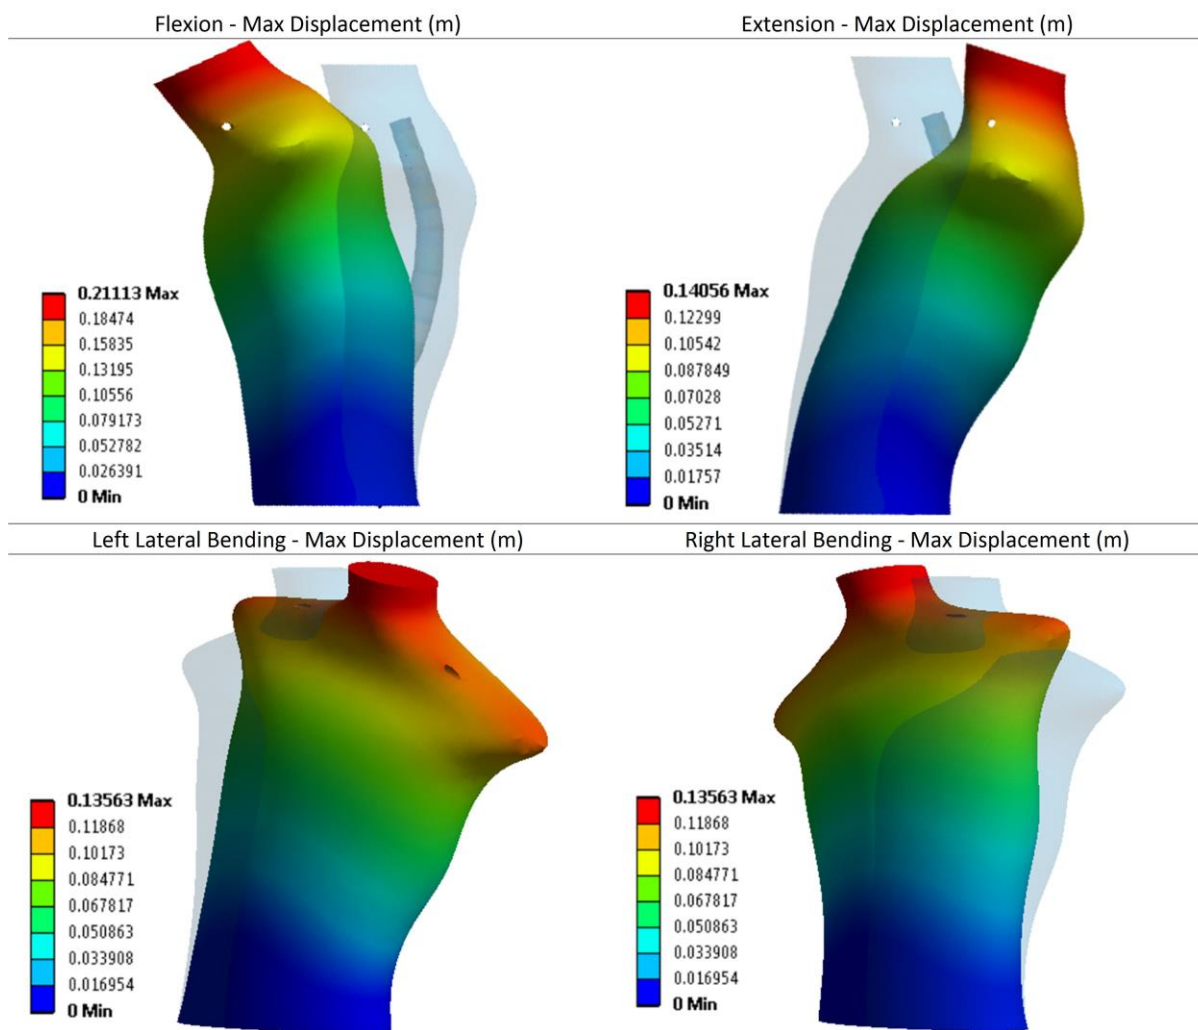 Flexion - Max Displacement (m)
Extension - Max Displacement (m)
0.21113 Max
0.18474
0.15835
0.13195
0.10556
0.079173
0.052782
0.026391
0 Min
0.14056 Max
0.12299
0.10542
0.087849
0.07028
0.05271
0.03514
0.01757
0 Min
Left Lateral Bending - Max Displacement (m)
Right Lateral Bending - Max Displacement (m)
0.13563 Max
0.11868
0.10173
0.084771
0.067817
0.050863
0.033908
0.016954
0 Min
0.13563 Max
0.11868
0.10173
0.084771
0.067817
0.050863
0.033908
0.016954
0 Min